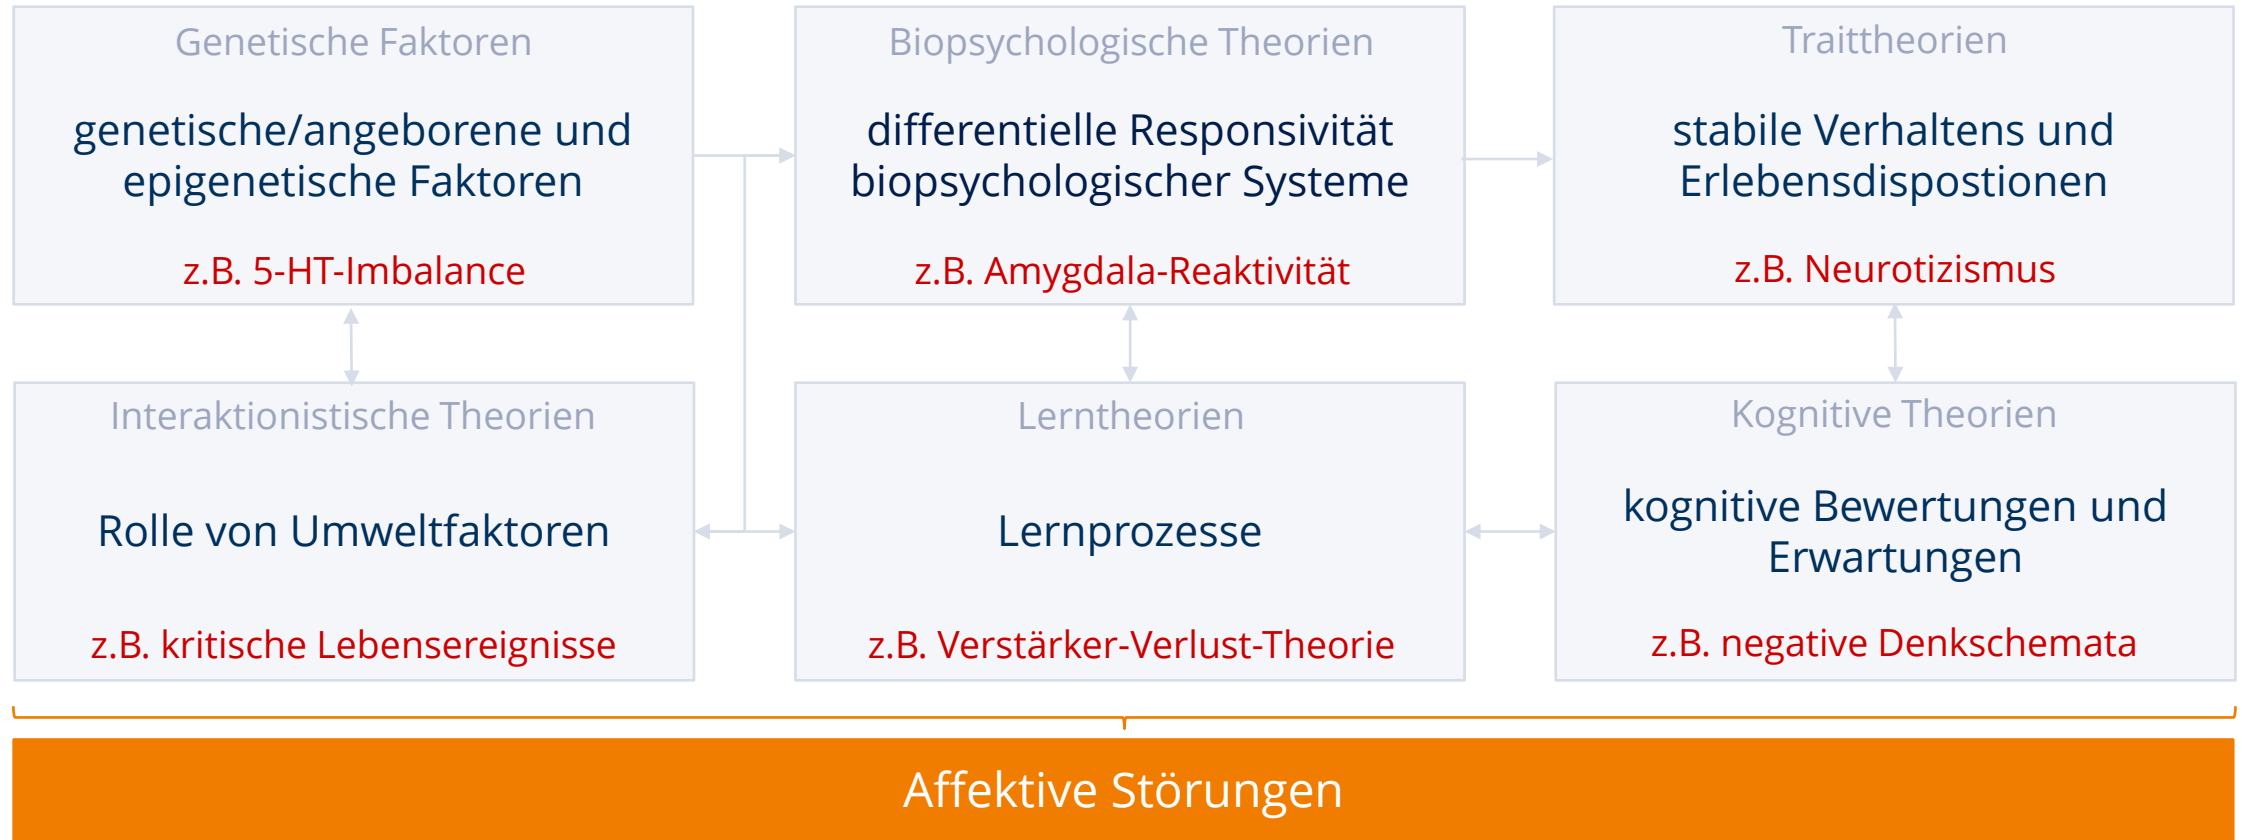 Genetische Faktoren
genetische/angeborene und
epigenetische Faktoren
z.B. 5-HT-Imbalance
Biopsychologische Theorien
differentielle Responsivität
biopsychologischer Systeme
z.B. Amygdala-Reaktivität
Traittheorien
stabile Verhaltens und
Erlebensdispostionen
z.B. Neurotizismus
Interaktionistische Theorien
Rolle von Umweltfaktoren
z.B. kritische Lebensereignisse
Lerntheorien
Lernprozesse
z.B. Verstärker-Verlust-Theorie
Kognitive Theorien
kognitive Bewertungen und
Erwartungen
z.B. negative Denkschemata
Affektive Störungen